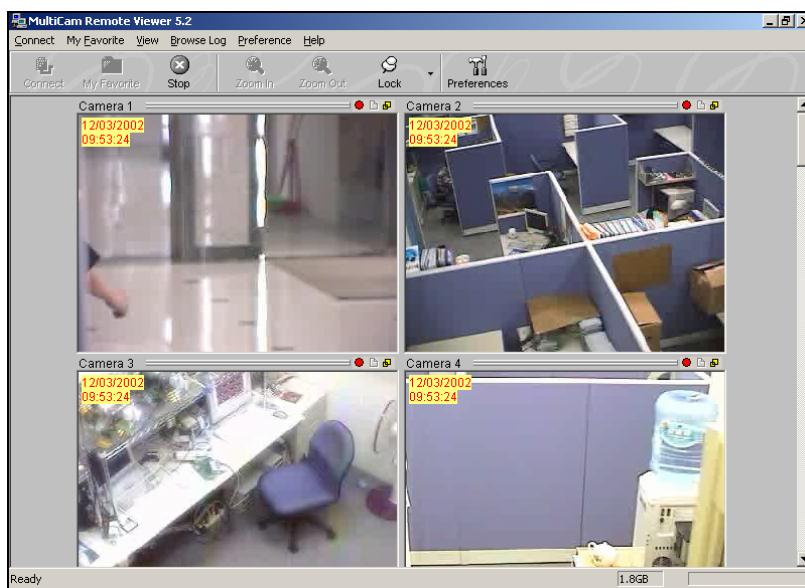 MultiCam Remote Viewer 5.2
Connect My Favorite View Browse Log Preference Help
Connect My Favorite Stop Zoom In Zoom Out Lock Preferences
Camera 1 Camera 2
12/03/2002 12/03/2002
09:53:24 09:53:24
Camera 3 Camera 4
12/03/2002 12/03/2002
09:53:24 09:53:24
Ready 1.8GB